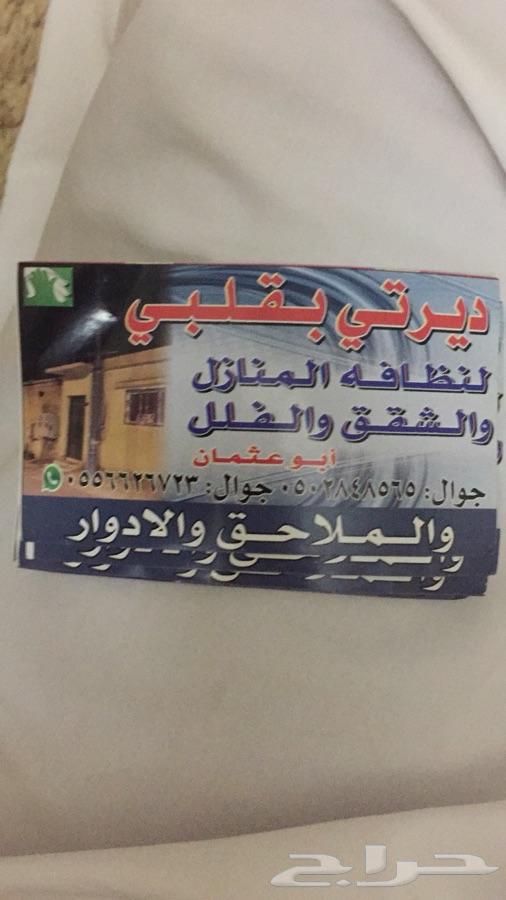 ديرتي بقلبي
لنظافه المنازل
والشقق والفلل
أبو عثمان
جوال: ٠٥٠٢٨٤٨٥٦٥ جوال: ٠٥٥٦٦٢٦٧٢٣
والملاحق والادوار
حراج